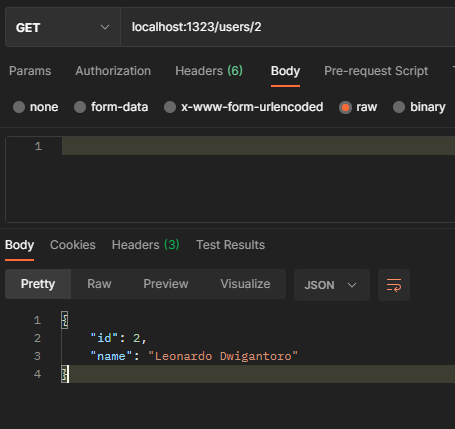 GET localhost:1323/users/2
Params Authorization Headers (6) Body Pre-request Script
none form-data x-www-form-urlencoded raw binary
1
Body Cookies Headers (3) Test Results
Pretty Raw Preview Visualize JSON
1 {
2 "id": 2,
3 "name": "Leonardo Dwigantoro"
4 }